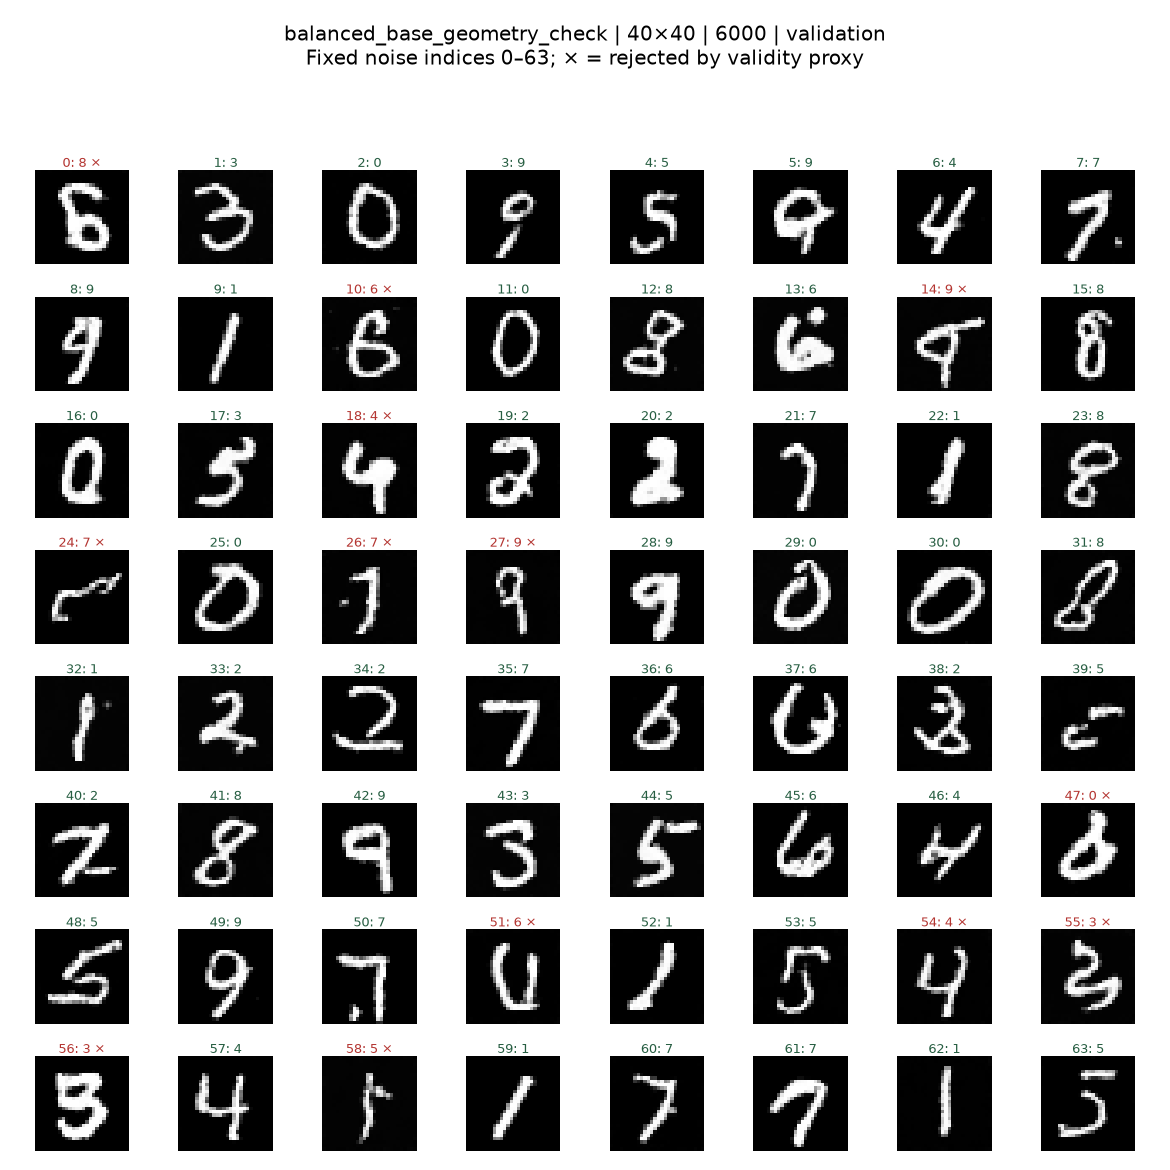 balanced_base_geometry_check | 40×40 | 6000 | validation
Fixed noise indices 0–63; × = rejected by validity proxy
0: 8 × 1: 3 2: 0 3: 9 4: 5 5: 9 6: 4 7: 7
8: 9 9: 1 10: 6 × 11: 0 12: 8 13: 6 14: 9 × 15: 8
16: 0 17: 3 18: 4 × 19: 2 20: 2 21: 7 22: 1 23: 8
24: 7 × 25: 0 26: 7 × 27: 9 × 28: 9 29: 0 30: 0 31: 8
32: 1 33: 2 34: 2 35: 7 36: 6 37: 6 38: 2 39: 5
40: 2 41: 8 42: 9 43: 3 44: 5 45: 6 46: 4 47: 0 ×
48: 5 49: 9 50: 7 51: 6 × 52: 1 53: 5 54: 4 × 55: 3 ×
56: 3 × 57: 4 58: 5 × 59: 1 60: 7 61: 7 62: 1 63: 5